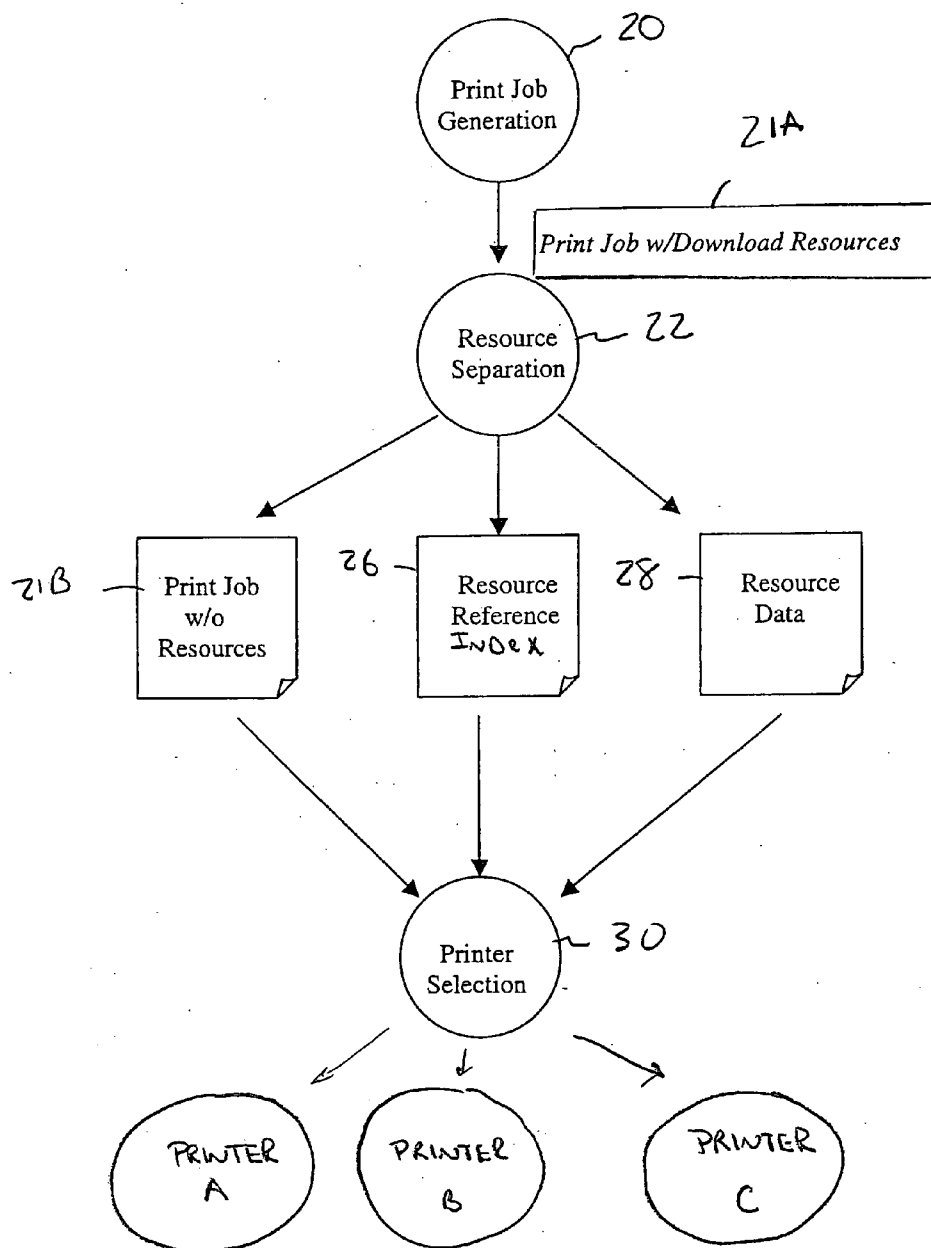 20
Print Job
Generation
21A
Print Job w/Download Resources
22
Resource
Separation
21B
Print Job
w/o
Resources
26
Resource
Reference
INDex
28
Resource
Data
30
Printer
Selection
PRINTER
A
PRINTER
B
PRINTER
C